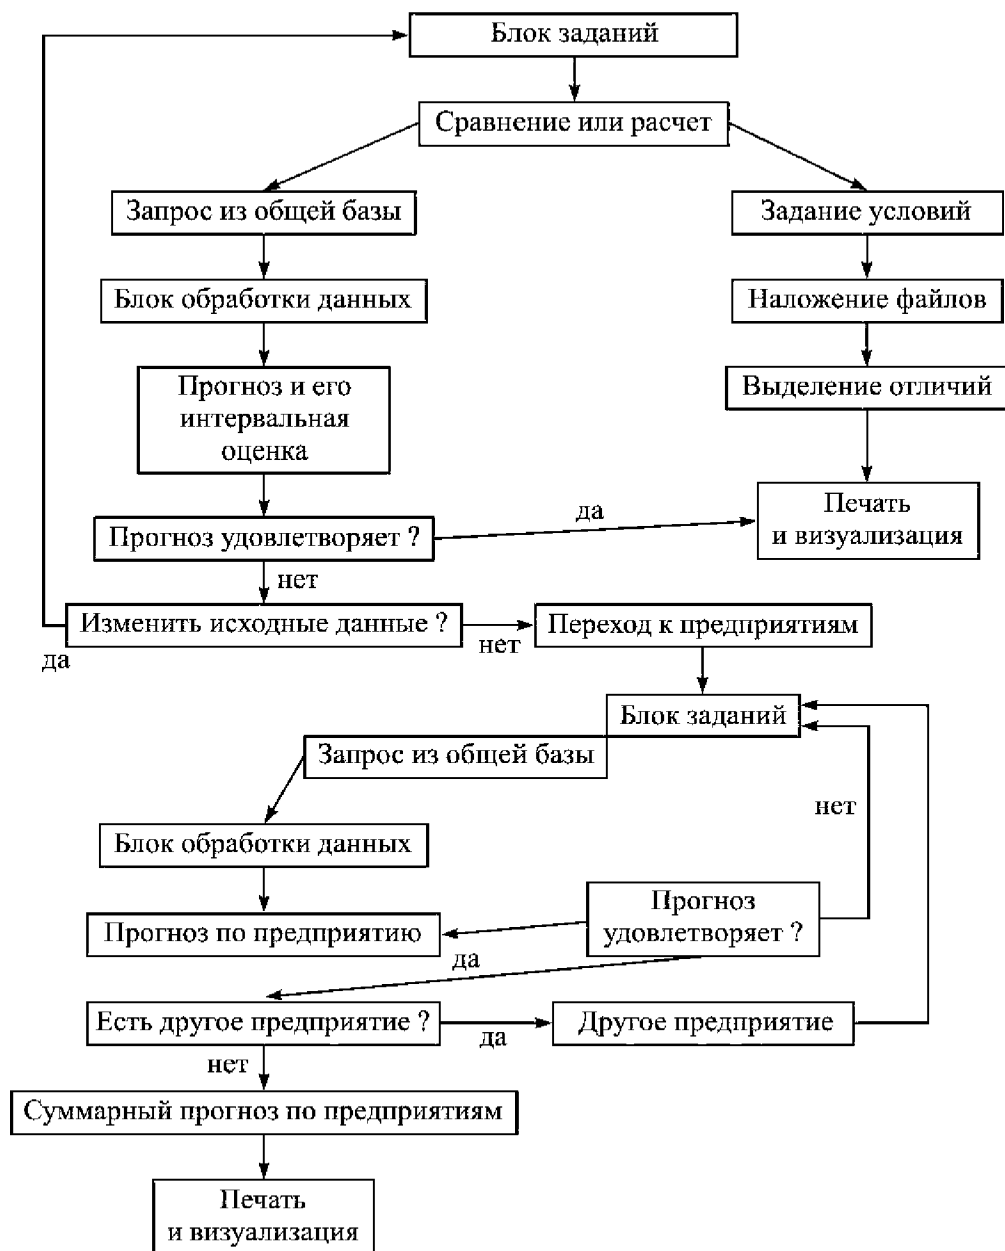 Блок заданий
Сравнение или расчет
Запрос из общей базы
Задание условий
Блок обработки данных
Наложение файлов
Прогноз и его
интервальная
оценка
Выделение отличий
Прогноз удовлетворяет ?
да
Печать
и визуализация
нет
Изменить исходные данные ?
да
нет
Переход к предприятиям
Блок заданий
Запрос из общей базы
нет
Блок обработки данных
Прогноз по предприятию
Прогноз
удовлетворяет ?
да
Есть другое предприятие ?
да
Другое предприятие
нет
Суммарный прогноз по предприятиям
Печать
и визуализация